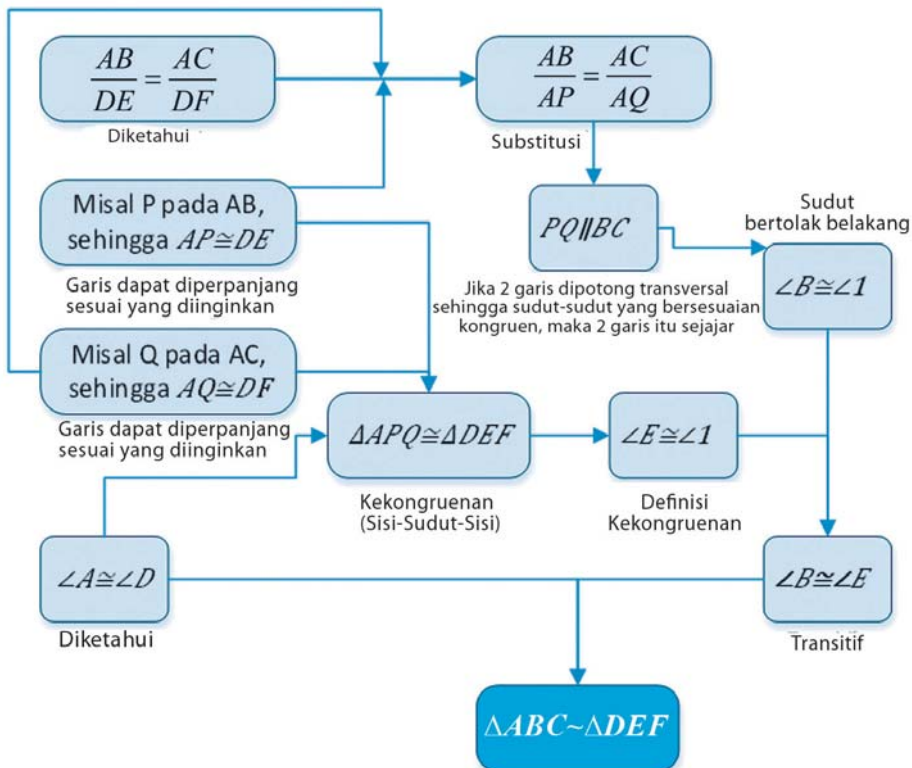 AB/DE = AC/DF
Diketahui
AB/AP = AC/AQ
Substitusi
Misal P pada AB,
sehingga AP≅DE
Garis dapat diperpanjang
sesuai yang diinginkan
PQ∥BC
Jika 2 garis dipotong transversal
sehingga sudut-sudut yang bersesuaian
kongruen, maka 2 garis itu sejajar
Sudut
bertolak belakang
∠B≅∠1
Misal Q pada AC,
sehingga AQ≅DF
Garis dapat diperpanjang
sesuai yang diinginkan
ΔAPQ≅ΔDEF
Kekongruenan
(Sisi-Sudut-Sisi)
∠E≅∠1
Definisi
Kekongruenan
∠A≅∠D
Diketahui
∠B≅∠E
Transitif
ΔABC~ΔDEF